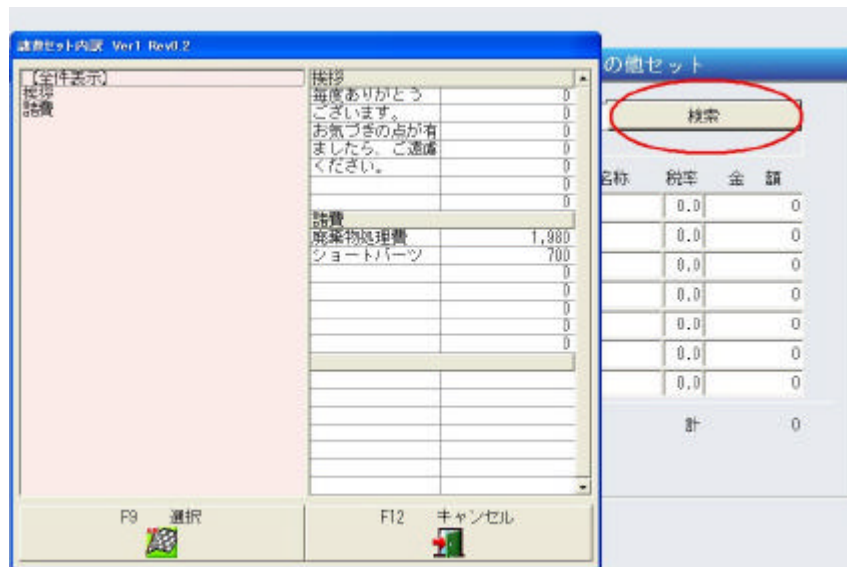 諸費セット内訳 Ver1 Rev0.2
【全件表示】
挨拶
諸費
挨拶
毎度ありがとう 0
ございます。 0
お気づきの点が有 0
ましたら、ご遠慮 0
ください。 0
0
0
諸費
廃棄物処理費 1,980
ショートパーツ 700
0
0
0
0
0
F9 選択
F12 キャンセル
の他セット
検索
名称 税率 金 額
0.0 0
0.0 0
0.0 0
0.0 0
0.0 0
0.0 0
0.0 0
計 0